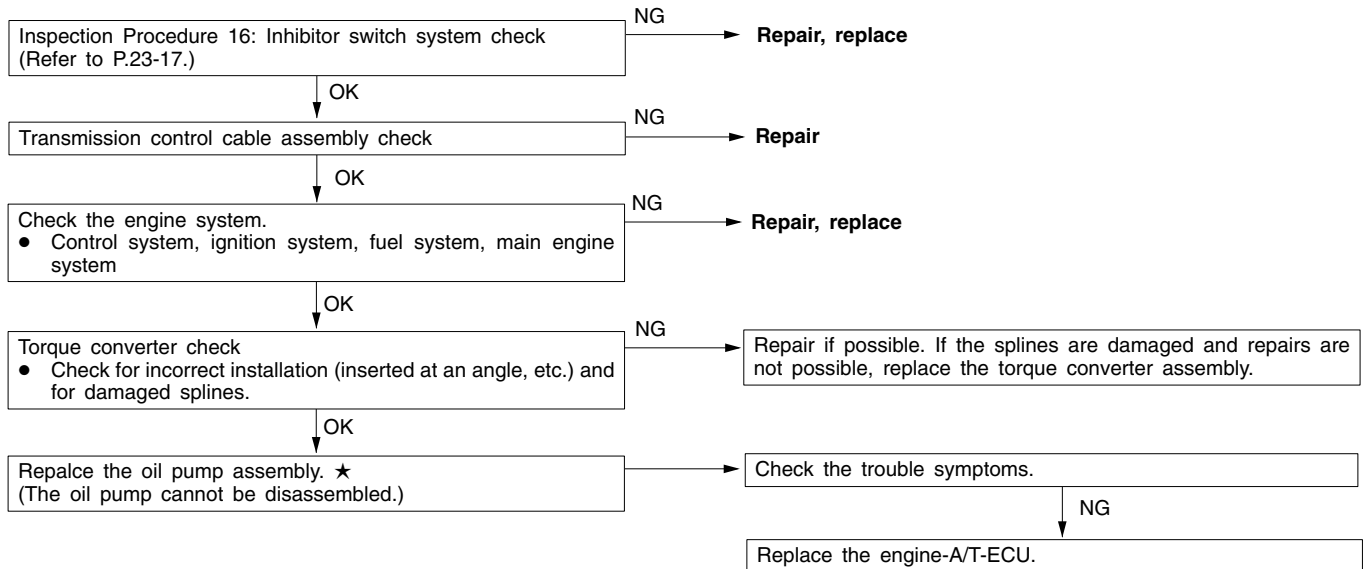 Inspection Procedure 16: Inhibitor switch system check
(Refer to P.23-17.)
NG
Repair, replace
OK
Transmission control cable assembly check
NG
Repair
OK
Check the engine system.
● Control system, ignition system, fuel system, main engine
system
NG
Repair, replace
OK
Torque converter check
● Check for incorrect installation (inserted at an angle, etc.) and
for damaged splines.
NG
Repair if possible. If the splines are damaged and repairs are
not possible, replace the torque converter assembly.
OK
Repalce the oil pump assembly. ★
(The oil pump cannot be disassembled.)
Check the trouble symptoms.
NG
Replace the engine-A/T-ECU.